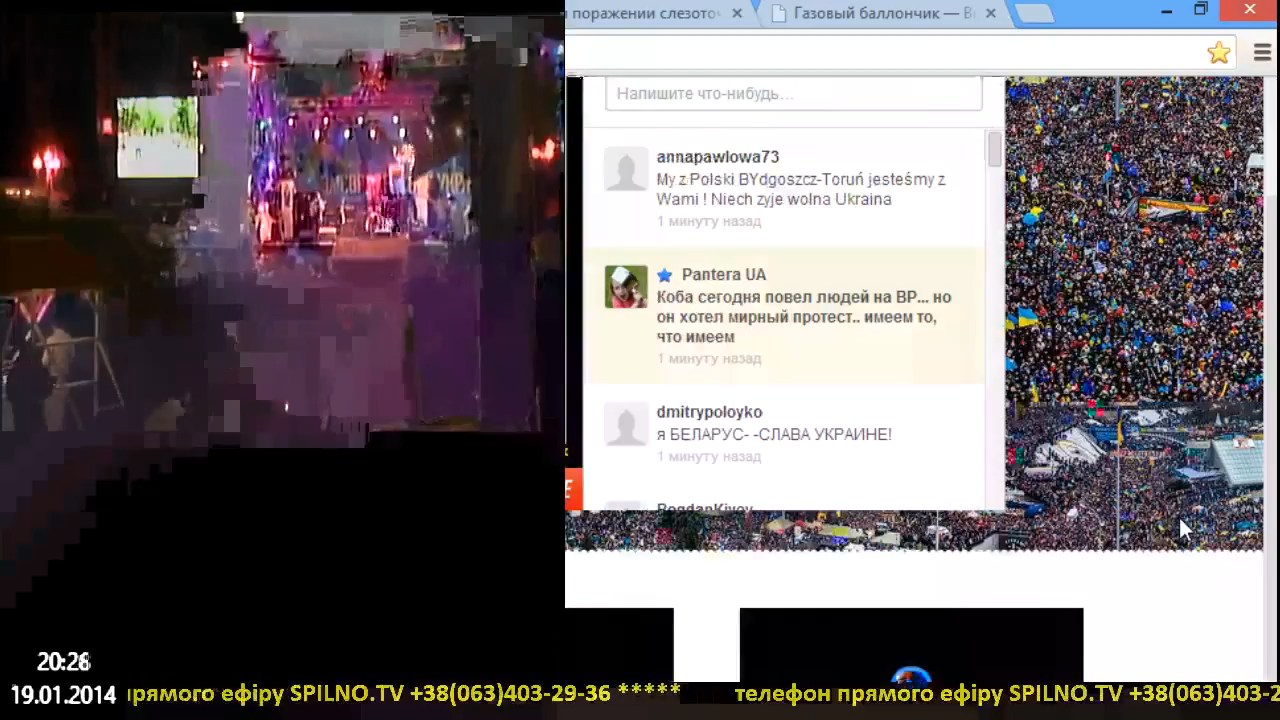 поражении слезоточ
Газовый баллончик — В
Напишите что-нибудь...
annapawlowa73
My z Polski BYdgoszcz-Toruń jesteśmy z
Wami ! Niech zyje wolna Ukraina
1 минуту назад
Pantera UA
Коба сегодня повел людей на ВР... но
он хотел мирный протест.. имеем то,
что имеем
1 минуту назад
dmitrypoloyko
я БЕЛАРУС- -СЛАВА УКРАИНЕ!
1 минуту назад
BogdanKiyov
20:28
19.01.2014
ирямого ефіру SPILNO.TV +38(063)403-29-36 ***** телефон прямого ефіру SPILNO.TV +38(063)403-2